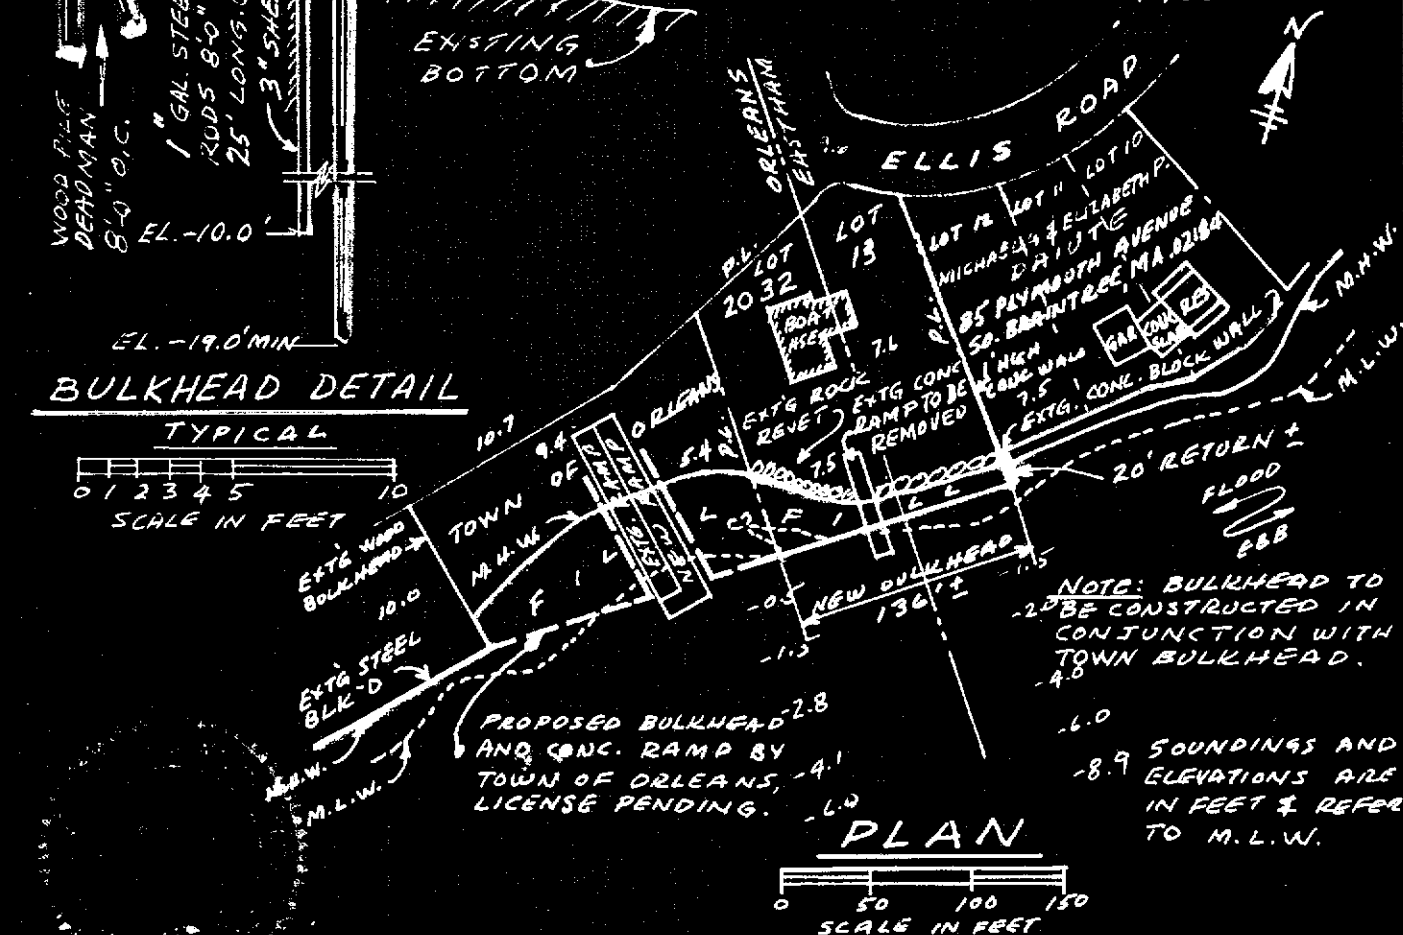 WOOD PILE
DEADMAN
8'-0" O.C.
1" GAL STEE
RODS 8'0"
25' LONG.
3" SHE
EL. -10.0'
EL. -19.0' MIN
BULKHEAD DETAIL
TYPICAL
0 1 2 3 4 5 10
SCALE IN FEET
EXISTING
BOTTOM
ORLEANS
EASTHAM
ELLIS ROAD
N
P.L.
LOT
2032
LOT
13
LOT 12
LOT 11
LOT 10
MICHAEL A & ELIZABETH P.
DAIUTE
85 PLYMOUTH AVENUE
SO. BRAINTREE, MA. 02184
P.L.
BOAT
HSE
7.6
GAR
CONC
SLAB
RES
1' HIGH
CONC WALL
7.5
EXTG. CONC. BLOCK WALL
M.H.W.
M.L.W.
EXT'G ROCK
REVET
EXTG CONC
RAMP TO BE
REMOVED
7.5
20' RETURN ±
FLOOD
EBB
10.7
9.4
5.4
P.L.
TOWN OF ORLEANS
M.H.W.
EXTG. RAMP
NEW RAMP
F I L L
F I L L
EXT'G WOOD
BULKHEAD
10.0
EXT'G STEEL
BLK'D
M.H.W.
M.L.W.
NEW BULKHEAD
136' ±
-0.5
-1.5
-2.8
-4.1
-6.0
-1.5
-2.0
-4.0
-6.0
-8.9
PROPOSED BULKHEAD
AND CONC. RAMP BY
TOWN OF ORLEANS,
LICENSE PENDING.
NOTE: BULKHEAD TO
BE CONSTRUCTED IN
CONJUNCTION WITH
TOWN BULKHEAD.
SOUNDINGS AND
ELEVATIONS ARE
IN FEET & REFER
TO M.L.W.
PLAN
0 50 100 150
SCALE IN FEET